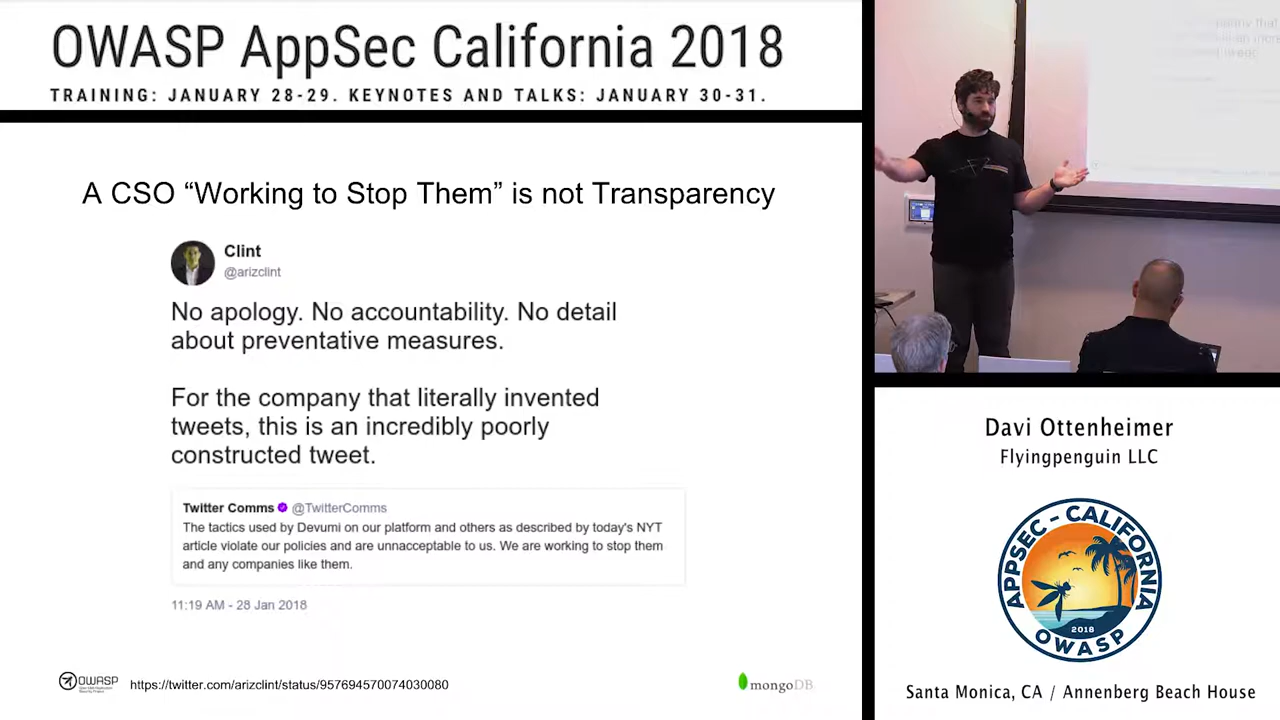 OWASP AppSec California 2018
TRAINING: JANUARY 28-29. KEYNOTES AND TALKS: JANUARY 30-31.
A CSO “Working to Stop Them” is not Transparency
Clint
@arizclint
No apology. No accountability. No detail
about preventative measures.
For the company that literally invented
tweets, this is an incredibly poorly
constructed tweet.
Twitter Comms @TwitterComms
The tactics used by Devumi on our platform and others as described by today's NYT
article violate our policies and are unacceptable to us. We are working to stop them
and any companies like them.
11:19 AM - 28 Jan 2018
OWASP
https://twitter.com/arizclint/status/957694570074030080
mongoDB
Davi Ottenheimer
Flyingpenguin LLC
APPSEC - CALIFORNIA
2018
OWASP
Santa Monica, CA / Annenberg Beach House